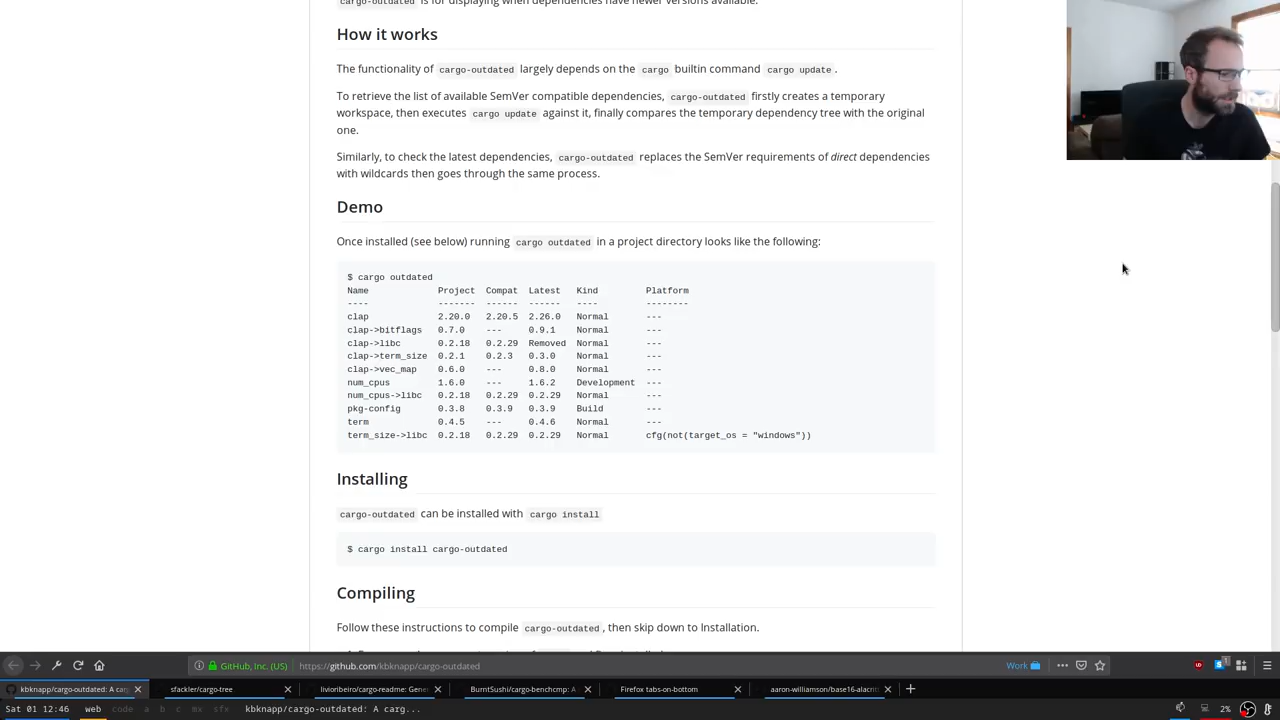 cargo-outdated is for displaying when dependencies have newer versions available.
How it works
The functionality of cargo-outdated largely depends on the cargo builtin command cargo update.
To retrieve the list of available SemVer compatible dependencies, cargo-outdated firstly creates a temporary
workspace, then executes cargo update against it, finally compares the temporary dependency tree with the original
one.
Similarly, to check the latest dependencies, cargo-outdated replaces the SemVer requirements of direct dependencies
with wildcards then goes through the same process.
Demo
Once installed (see below) running cargo outdated in a project directory looks like the following:
$ cargo outdated
Name Project Compat Latest Kind Platform
---- ------- ------ ------ ---- --------
clap 2.20.0 2.20.5 2.26.0 Normal ---
clap->bitflags 0.7.0 --- 0.9.1 Normal ---
clap->libc 0.2.18 0.2.29 Removed Normal ---
clap->term_size 0.2.1 0.2.3 0.3.0 Normal ---
clap->vec_map 0.6.0 --- 0.8.0 Normal ---
num_cpus 1.6.0 --- 1.6.2 Development ---
num_cpus->libc 0.2.18 0.2.29 0.2.29 Normal ---
pkg-config 0.3.8 0.3.9 0.3.9 Build ---
term 0.4.5 --- 0.4.6 Normal ---
term_size->libc 0.2.18 0.2.29 0.2.29 Normal cfg(not(target_os = "windows"))
Installing
cargo-outdated can be installed with cargo install
$ cargo install cargo-outdated
Compiling
Follow these instructions to compile cargo-outdated, then skip down to Installation.
GitHub, Inc. (US) https://github.com/kbknapp/cargo-outdated Work
kbknapp/cargo-outdated: A carg sfackler/cargo-tree livioribeiro/cargo-readme: Gene BurntSushi/cargo-benchcmp: A Firefox tabs-on-bottom aaron-williamson/base16-alacrit
Sat 01 12:46 web code a b c mx sfx kbknapp/cargo-outdated: A carg... 2%